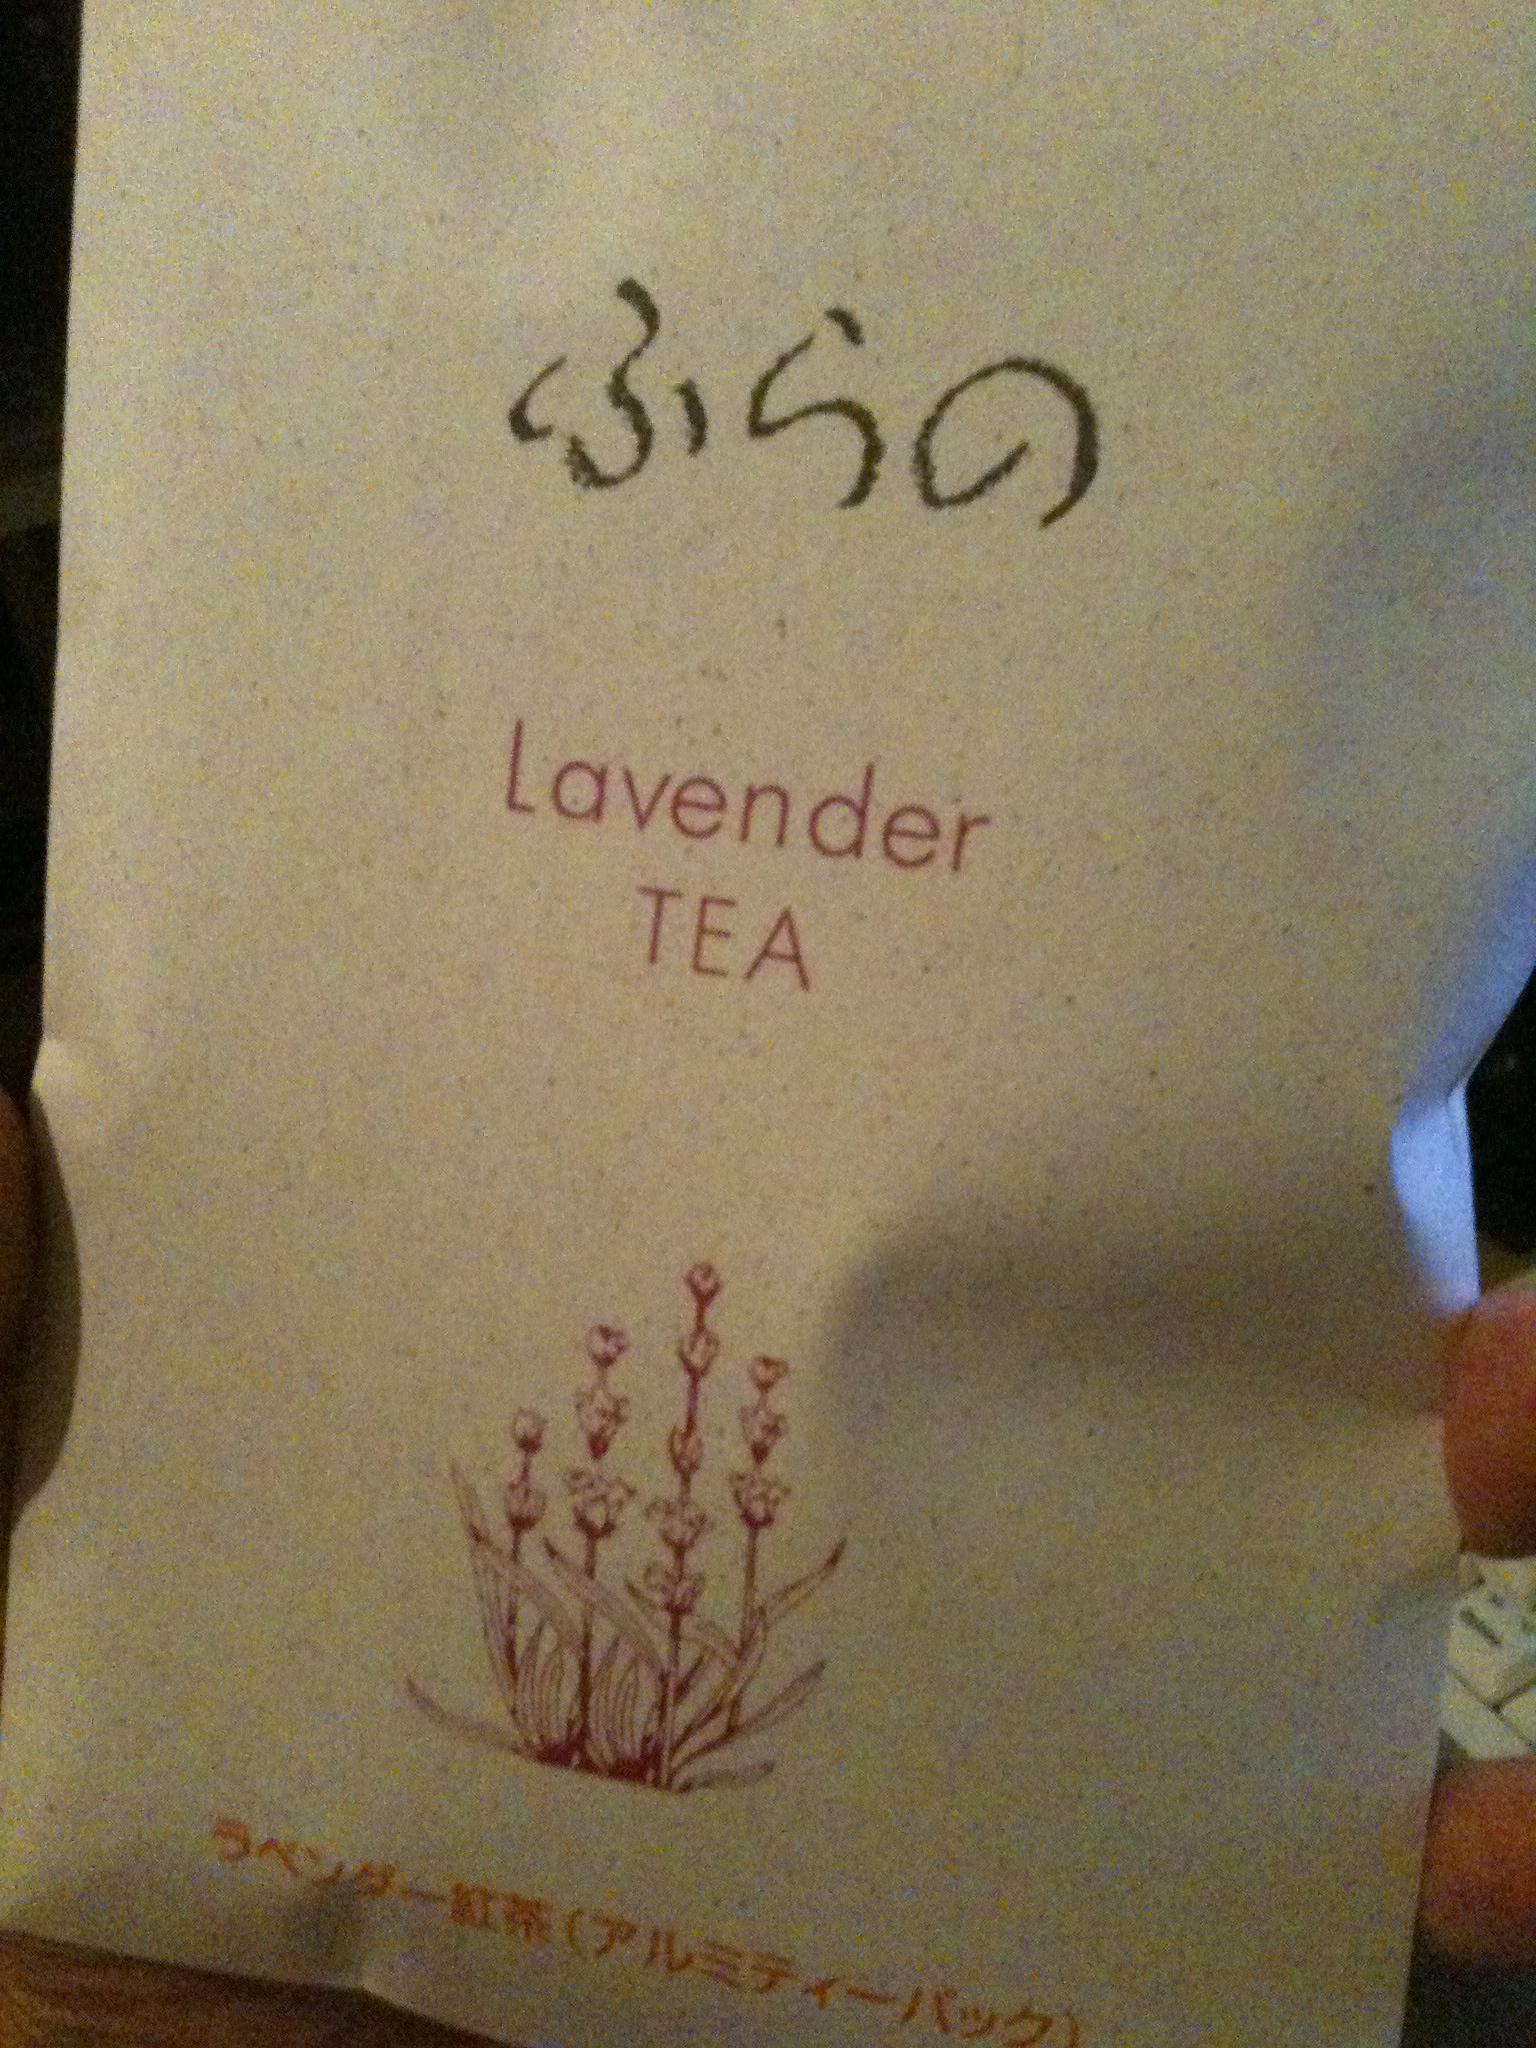 ふらの
Lavender
TEA
ラベンダー紅茶(アルミティーパック)